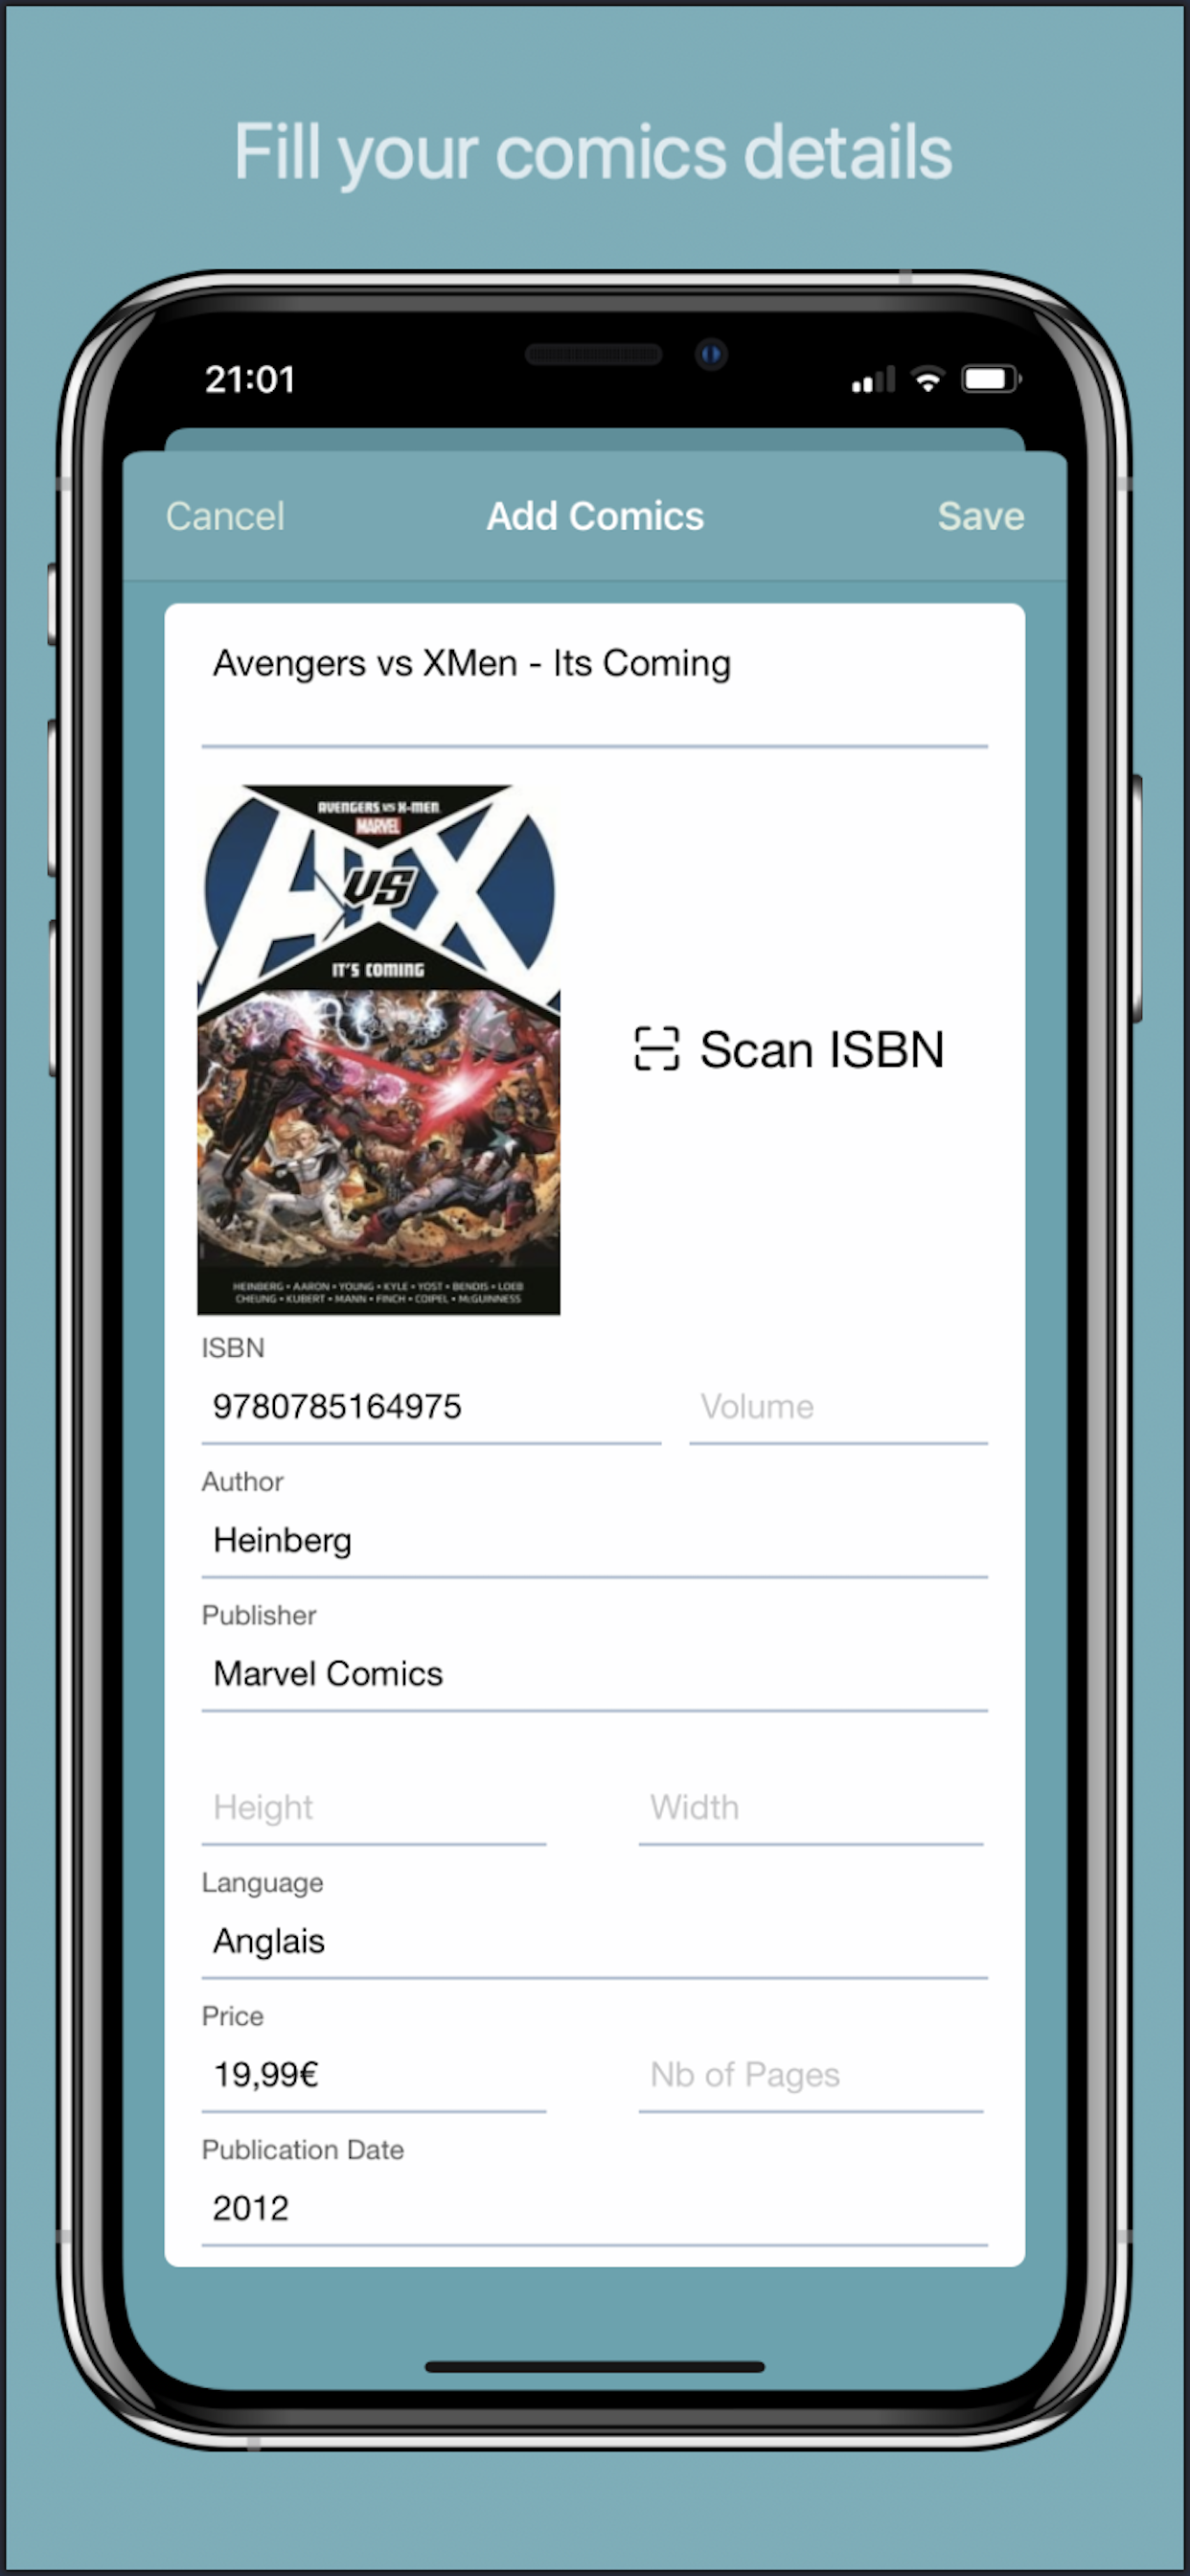 Fill your comics details
21:01
Cancel
Add Comics
Save
Avengers vs XMen - Its Coming
AVENGERS VS X-MEN
MARVEL
A VS X
IT'S COMING
HEINBERG • AARON • YOUNG • KYLE • YOST • BENDIS • LOEB
CHEUNG • KUBERT • MANN • FINCH • COIPEL • McGUINNESS
Scan ISBN
ISBN
9780785164975
Volume
Author
Heinberg
Publisher
Marvel Comics
Height
Width
Language
Anglais
Price
19,99€
Nb of Pages
Publication Date
2012